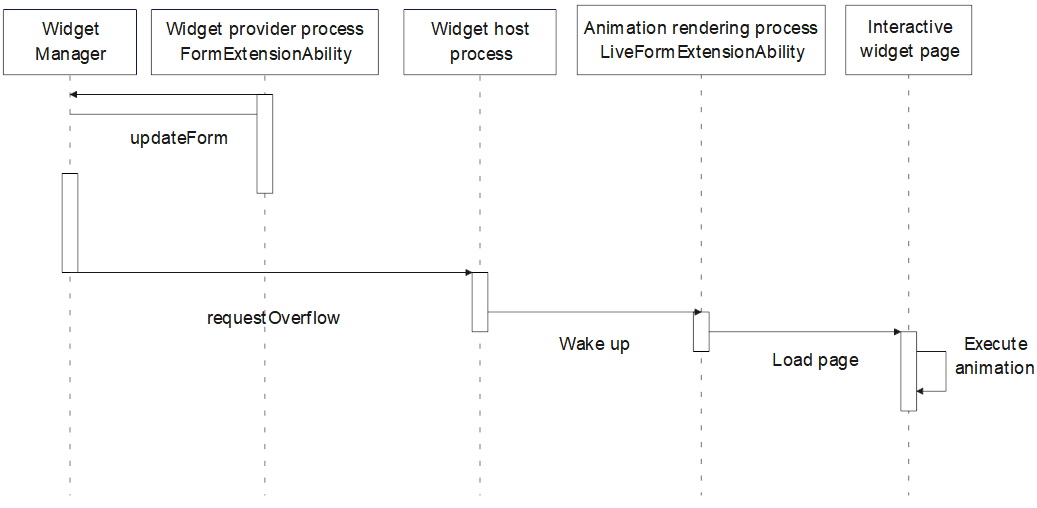 Widget
Manager
Widget provider process
FormExtensionAbility
Widget host
process
Animation rendering process
LiveFormExtensionAbility
Interactive
widget page
updateForm
requestOverflow
Wake up
Load page
Execute
animation